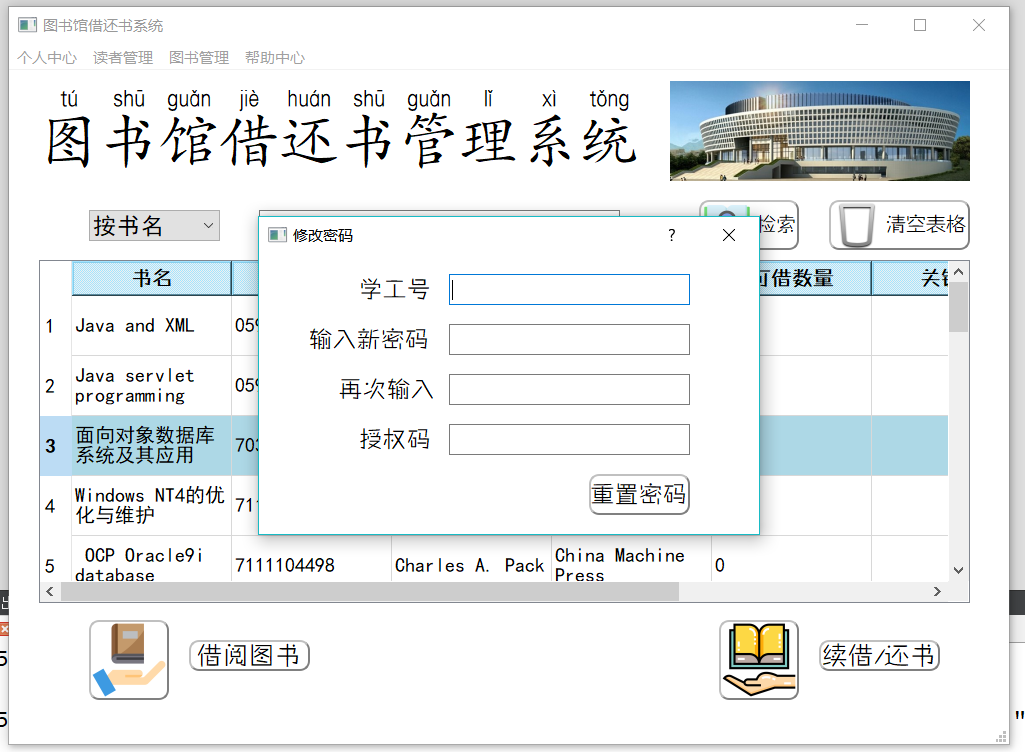 图书馆借还书系统
个人中心 读者管理 图书管理 帮助中心
tú shū guǎn jiè huán shū guǎn lǐ xì tǒng
图书馆借还书管理系统
按书名
检索
清空表格
修改密码
?
学工号
输入新密码
再次输入
授权码
重置密码
书名
可借数量
1 Java and XML 059
2 Java servlet
programming
059
3 面向对象数据库
系统及其应用
703
4 Windows NT4的优
化与维护
711
5 OCP Oracle9i
database
7111104498
Charles A. Pack
China Machine
Press
0
借阅图书
续借/还书